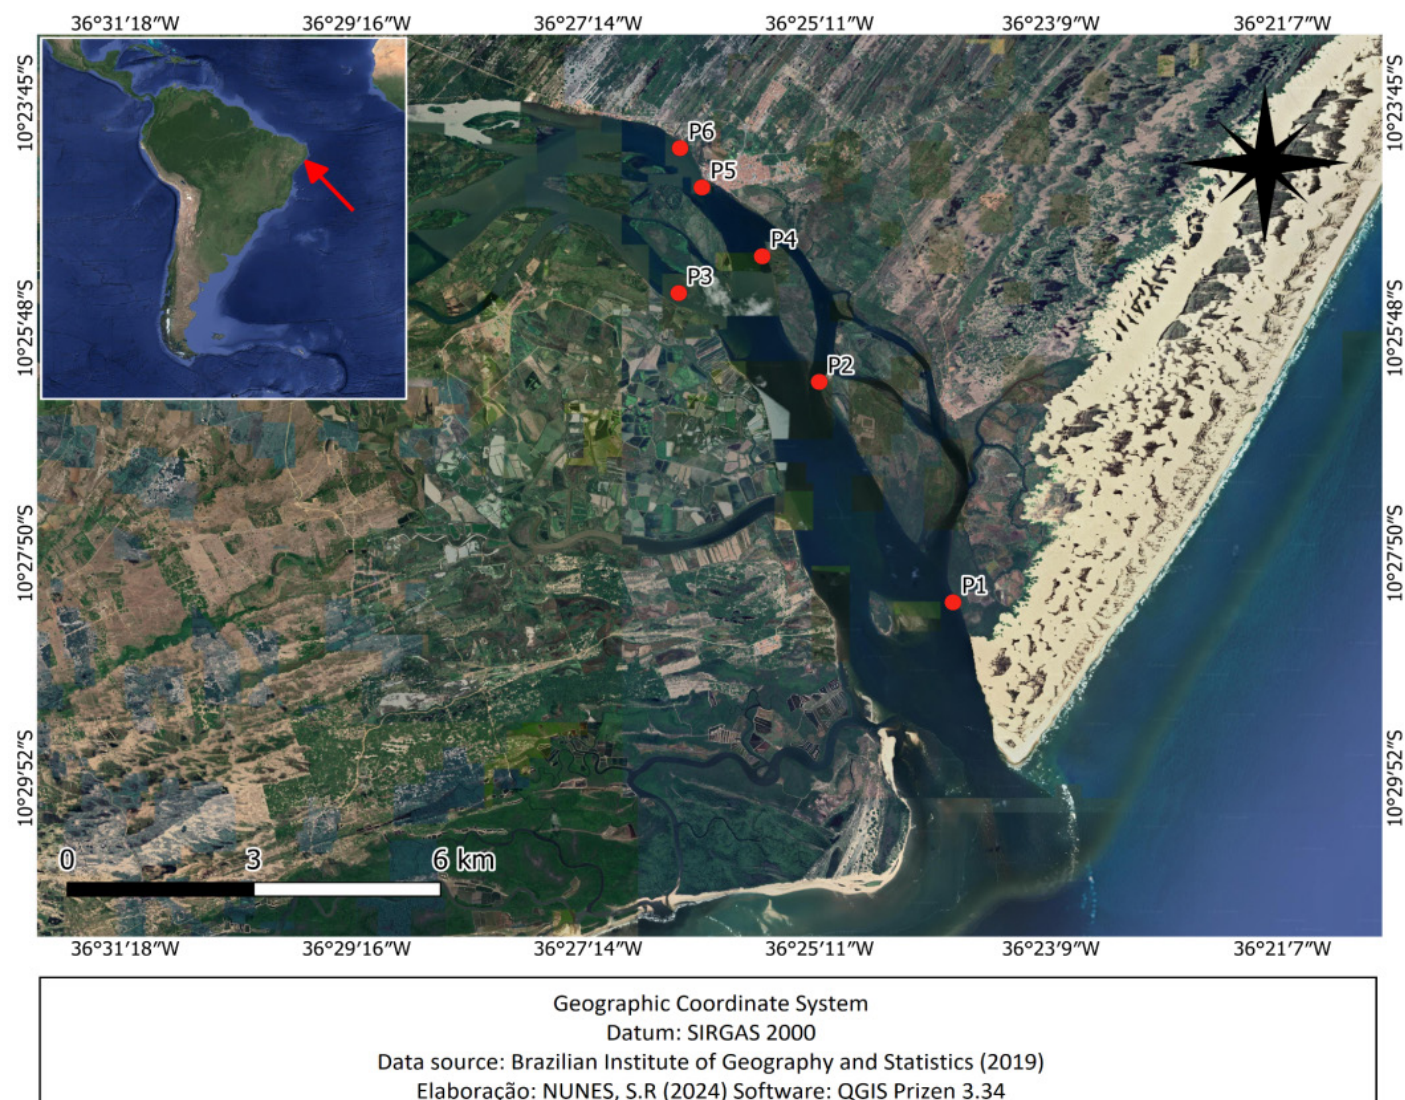 36°31′18″W 36°29′16″W 36°27′14″W 36°25′11″W 36°23′9″W 36°21′7″W
10°23′45″S 10°23′45″S
P6
P5
P4
P3
10°25′48″S 10°25′48″S
P2
10°27′50″S 10°27′50″S
P1
10°29′52″S 10°29′52″S
0 3 6 km
36°31′18″W 36°29′16″W 36°27′14″W 36°25′11″W 36°23′9″W 36°21′7″W
Geographic Coordinate System
Datum: SIRGAS 2000
Data source: Brazilian Institute of Geography and Statistics (2019)
Elaboração: NUNES, S.R (2024) Software: QGIS Prizen 3.34